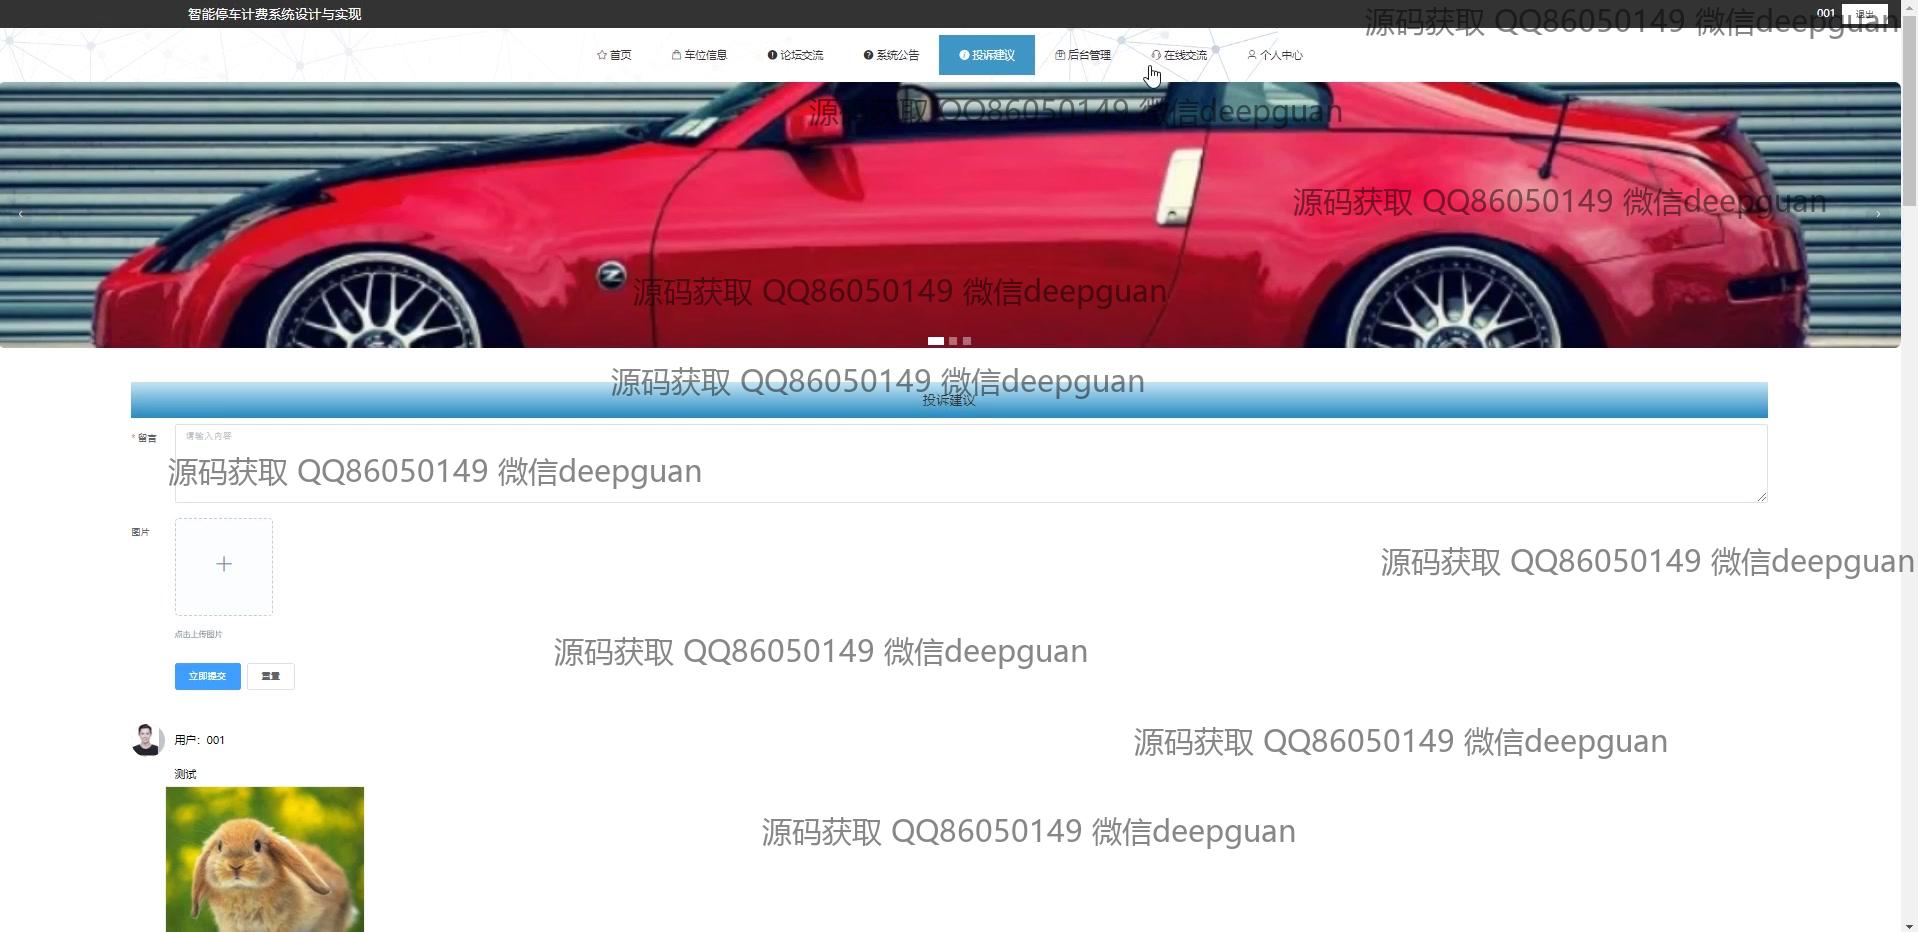 智能停车计费系统设计与实现
001 退出
源码获取 QQ86050149 微信deepguan
首页 车位信息 论坛交流 系统公告 投诉建议 后台管理 在线交流 个人中心
源码获取 QQ86050149 微信deepguan
源码获取 QQ86050149 微信deepguan
源码获取 QQ86050149 微信deepguan
源码获取 QQ86050149 微信deepguan
投诉建议
* 留言
请输入内容
源码获取 QQ86050149 微信deepguan
图片
源码获取 QQ86050149 微信deepguan
点击上传图片
源码获取 QQ86050149 微信deepguan
立即提交 重置
用户：001
源码获取 QQ86050149 微信deepguan
测试
源码获取 QQ86050149 微信deepguan